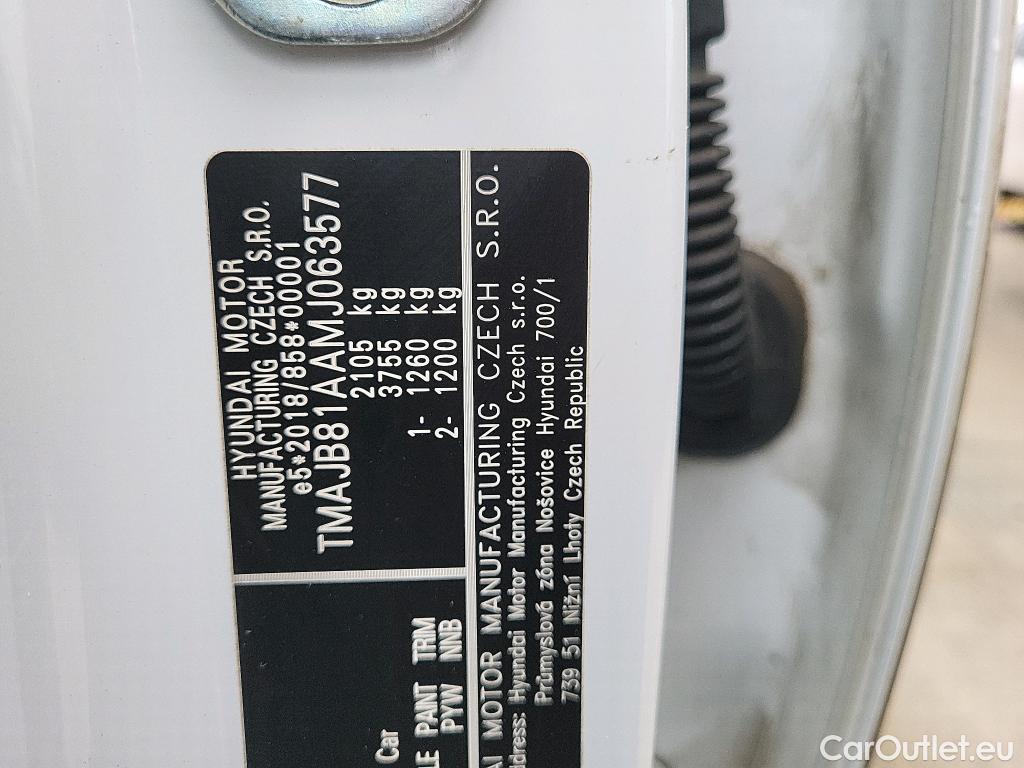 HYUNDAI MOTOR
MANUFACTURING CZECH S.R.O.
e5*2018/858*00001
TMAJB81AAMJ063577
2105 kg
3755 kg
1- 1260 kg
2- 1200 kg
Car
PAINT TRIM
PYW NNB
MOTOR MANUFACTURING CZECH S.R.O.
Hyundai Motor Manufacturing Czech s.r.o.
Průmyslová zóna Nošovice Hyundai 700/1
739 51 Nižní Lhoty Czech Republic
CarOutlet.eu